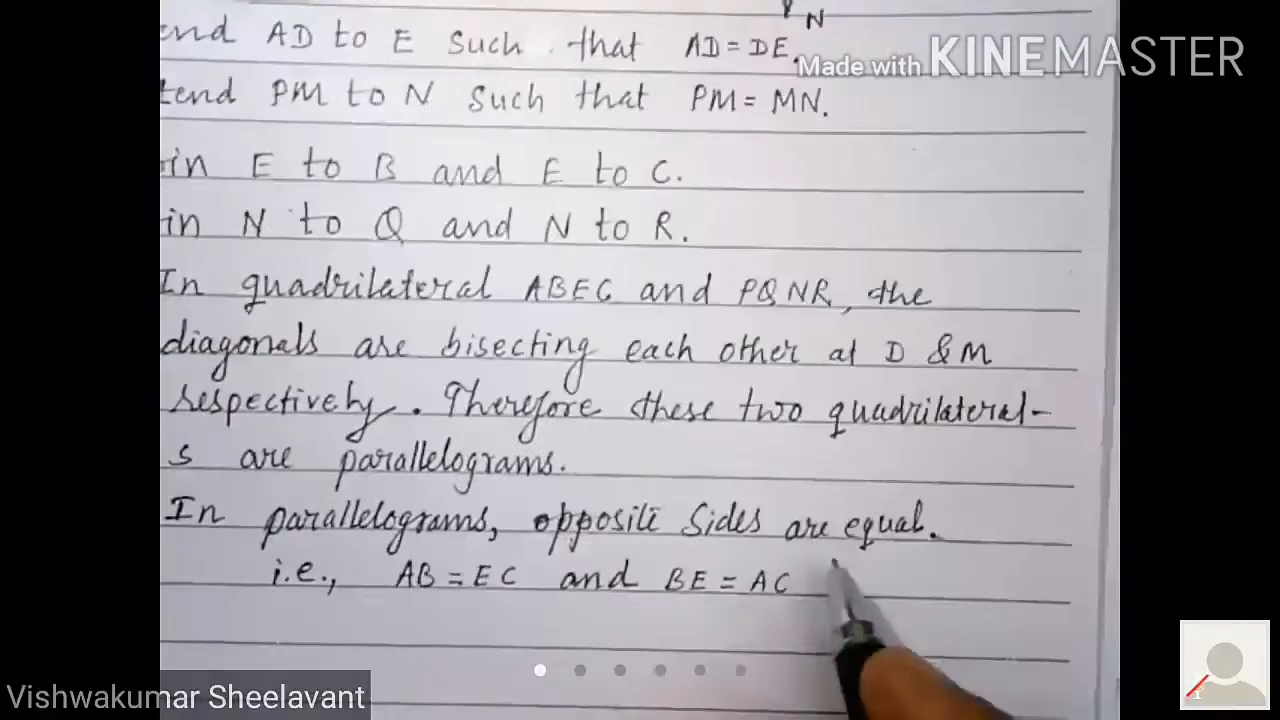 N
end AD to E such that AD = DE.
Made with KINEMASTER
tend PM to N such that PM = MN.
in E to B and E to C.
in N to Q and N to R.
In quadrilateral ABEC and PQNR, the
diagonals are bisecting each other at D & M
respectively. Therefore these two quadrilateral-
s are parallelograms.
In parallelograms, opposite sides are equal.
i.e., AB = EC and BE = AC
Vishwakumar Sheelavant